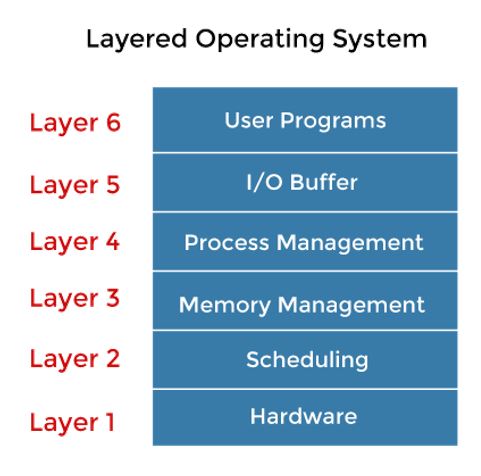 Layered Operating System
Layer 6 User Programs
Layer 5 I/O Buffer
Layer 4 Process Management
Layer 3 Memory Management
Layer 2 Scheduling
Layer 1 Hardware